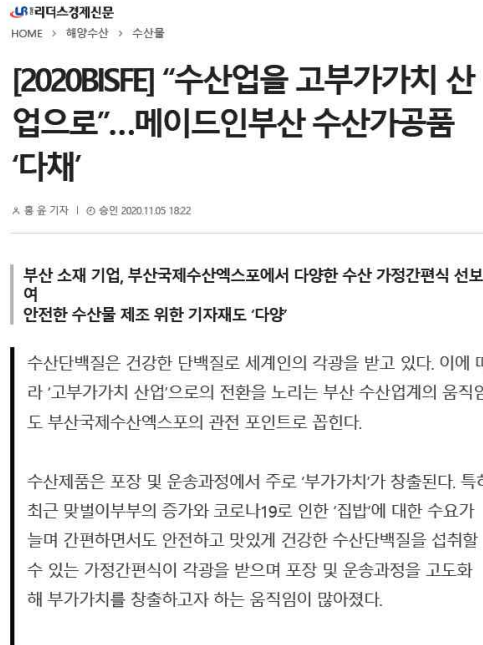 리더스경제신문
HOME > 해양수산 > 수산물
[2020BISFE] “수산업을 고부가가치 산
업으로”…메이드인부산 수산가공품
‘다채’
홍 윤 기자 | 승인 2020.11.05 18:22
부산 소재 기업, 부산국제수산엑스포에서 다양한 수산 가정간편식 선보
여
안전한 수산물 제조 위한 기자재도 ‘다양’
수산단백질은 건강한 단백질로 세계인의 각광을 받고 있다. 이에
라 ‘고부가가치 산업’으로의 전환을 노리는 부산 수산업계의 움직임
도 부산국제수산엑스포의 관전 포인트로 꼽힌다.
수산제품은 포장 및 운송과정에서 주로 ‘부가가치’가 창출된다. 특히
최근 맞벌이부부의 증가와 코로나19로 인한 ‘집밥’에 대한 수요가
늘며 간편하면서도 안전하고 맛있게 건강한 수산단백질을 섭취할
수 있는 가정간편식이 각광을 받으며 포장 및 운송과정을 고도화
해 부가가치를 창출하고자 하는 움직임이 많아졌다.